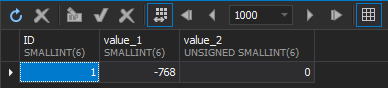 1000
ID value_1 value_2
SMALLINT(6) SMALLINT(6) UNSIGNED SMALLINT(6)
1 -768 0